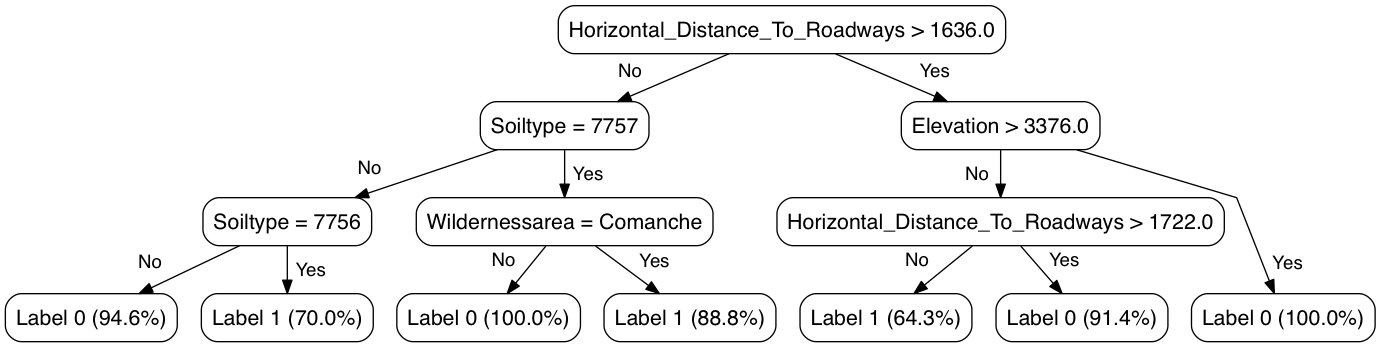 Horizontal_Distance_To_Roadways > 1636.0
No
Yes
Soiltype = 7757
Elevation > 3376.0
No
Yes
No
Soiltype = 7756
Wildernessarea = Comanche
Horizontal_Distance_To_Roadways > 1722.0
No
Yes
No
Yes
No
Yes
Yes
Label 0 (94.6%)
Label 1 (70.0%)
Label 0 (100.0%)
Label 1 (88.8%)
Label 1 (64.3%)
Label 0 (91.4%)
Label 0 (100.0%)